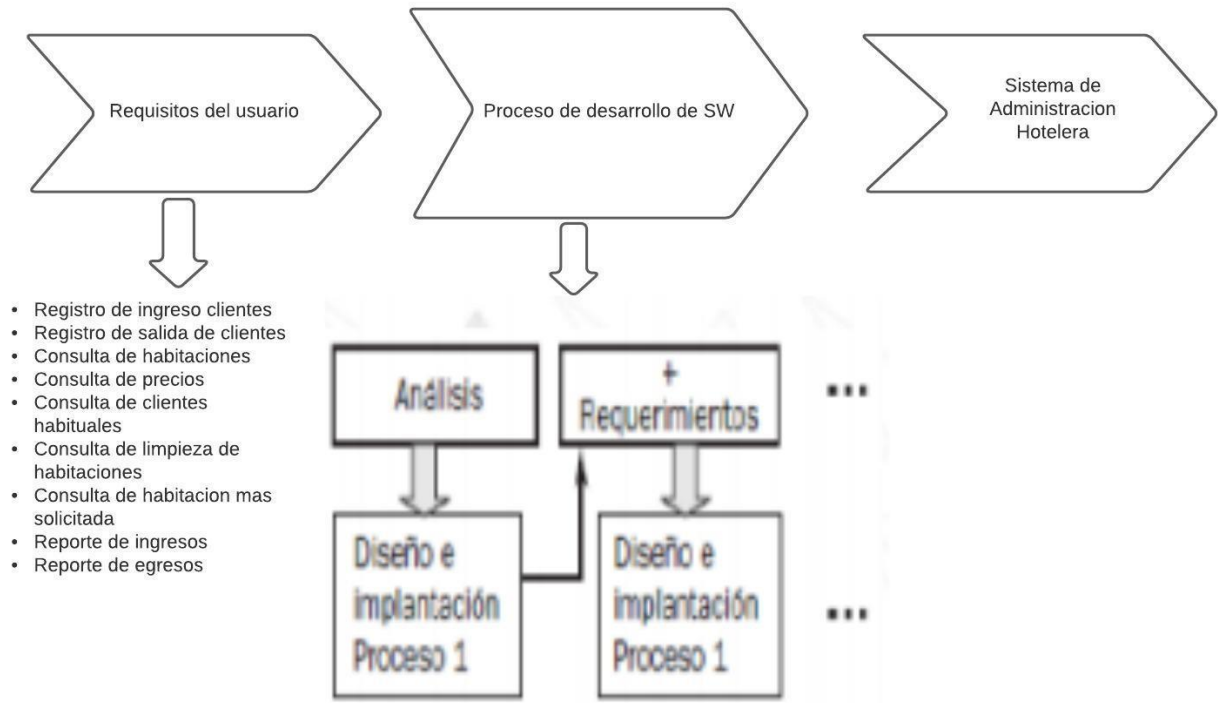 Requisitos del usuario
Proceso de desarrollo de SW
Sistema de
Administracion
Hotelera
• Registro de ingreso clientes
• Registro de salida de clientes
• Consulta de habitaciones
• Consulta de precios
• Consulta de clientes
habituales
• Consulta de limpieza de
habitaciones
• Consulta de habitacion mas
solicitada
• Reporte de ingresos
• Reporte de egresos
Análisis
+
Requerimientos
...
Diseño e
implantación
Proceso 1
Diseño e
implantación
Proceso 1
...